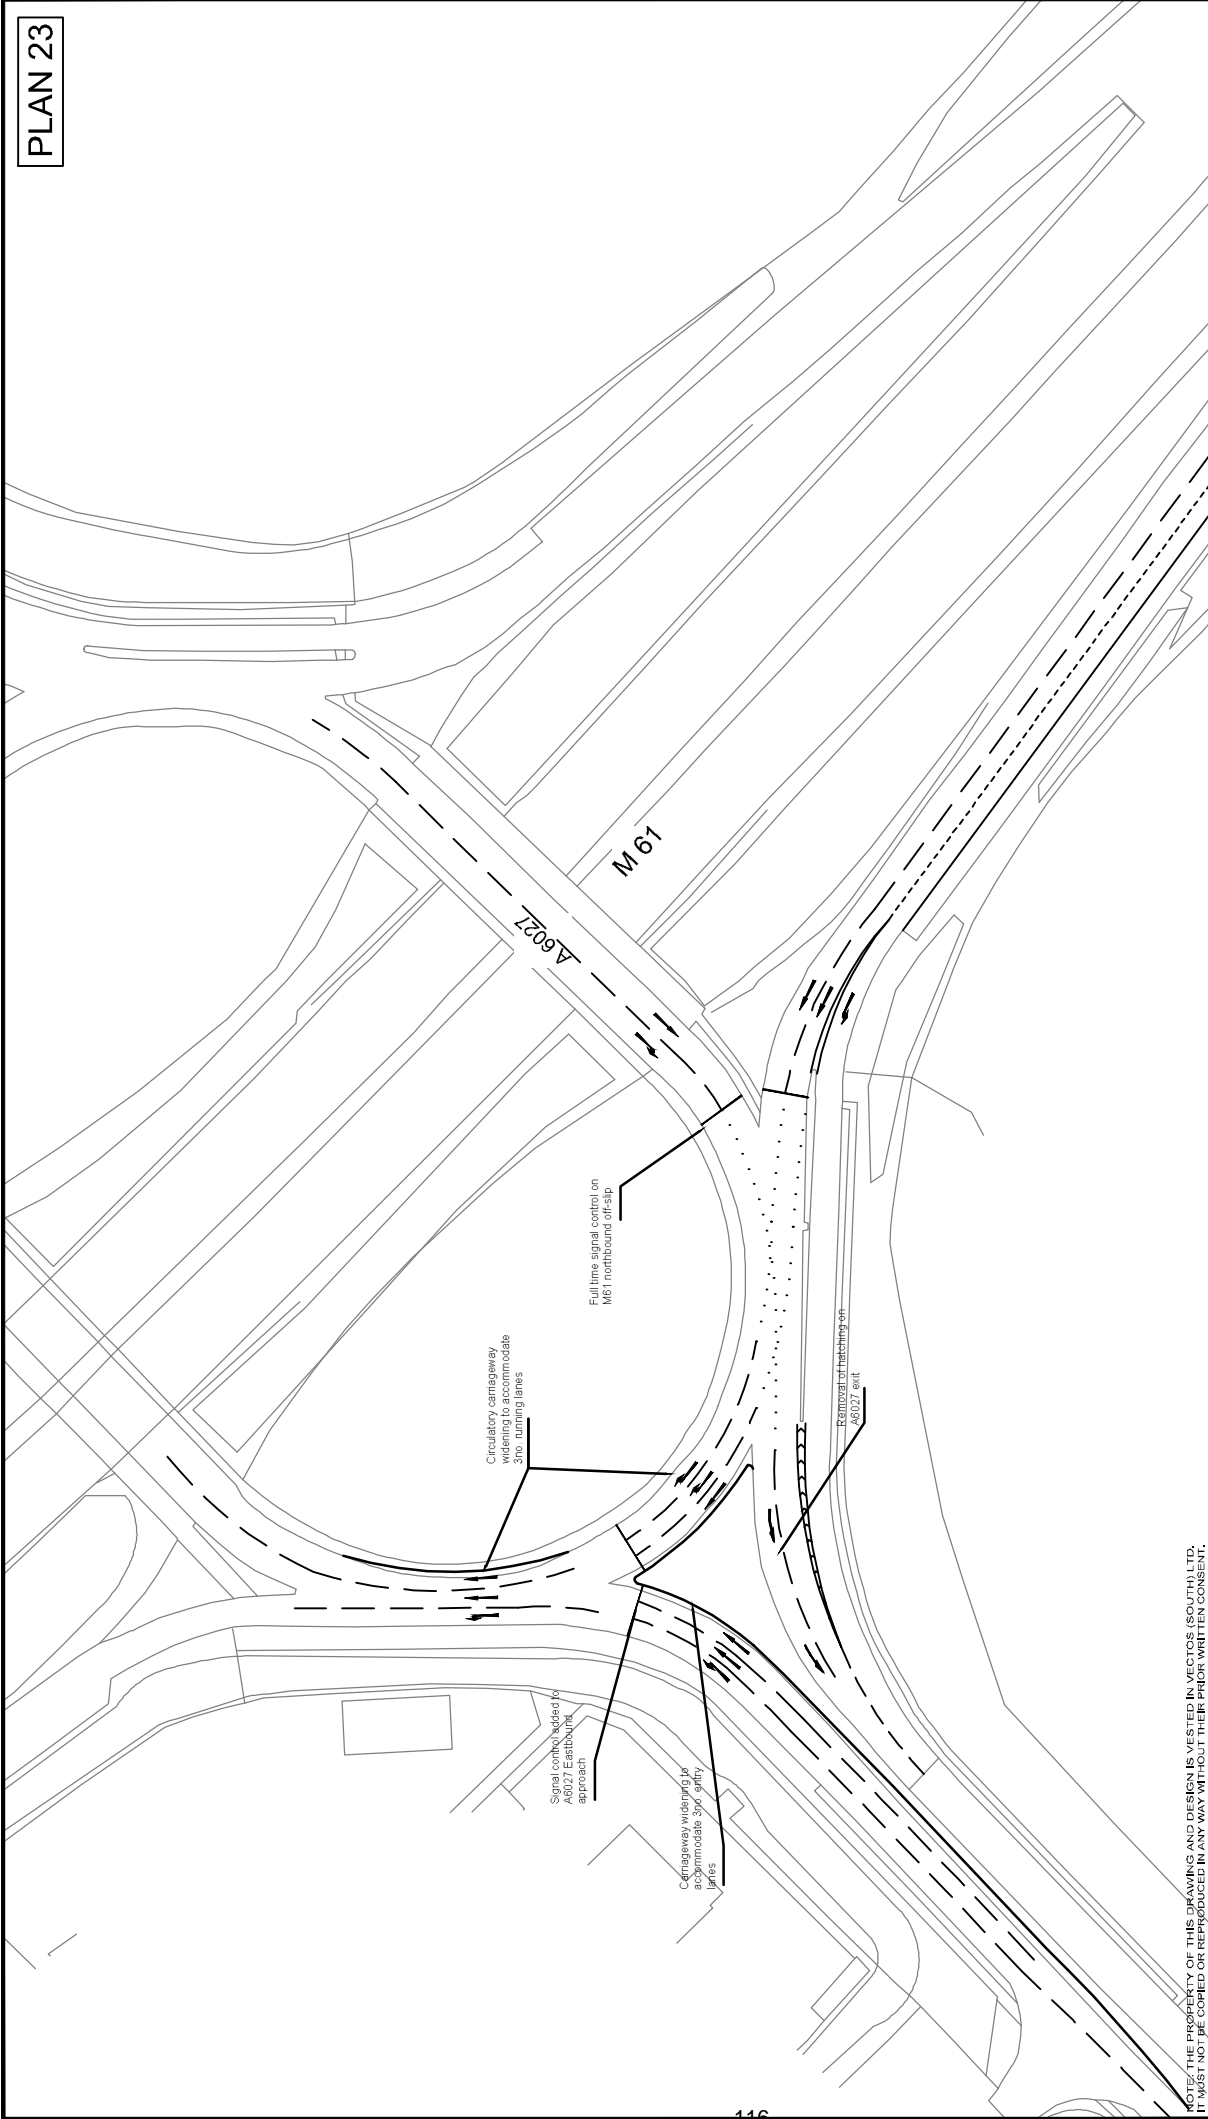 PLAN 23
M 61
A 6027
Full time signal control on
M61 northbound off-slip
Circulatory carriageway
widening to accommodate
3no. running lanes
Removal of hatching on
A6027 exit
Signal control added to
A6027 Eastbound
approach
Carriageway widening to
accommodate 3no. entry
lanes
116
NOTE: THE PROPERTY OF THIS DRAWING AND DESIGN IS VESTED IN VECTOS (SOUTH) LTD.
IT MUST NOT BE COPIED OR REPRODUCED IN ANY WAY WITHOUT THEIR PRIOR WRITTEN CONSENT.